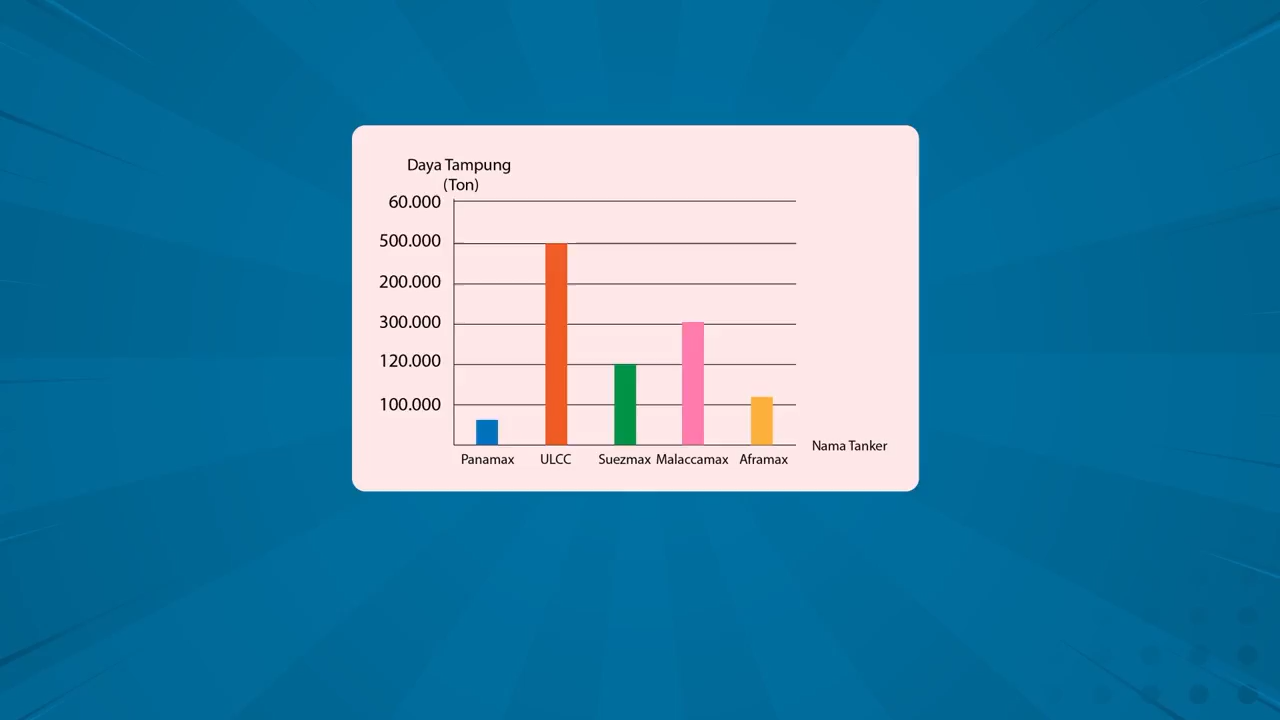 Daya Tampung
(Ton)
60.000
500.000
200.000
300.000
120.000
100.000
Nama Tanker
Panamax ULCC Suezmax Malaccamax Aframax